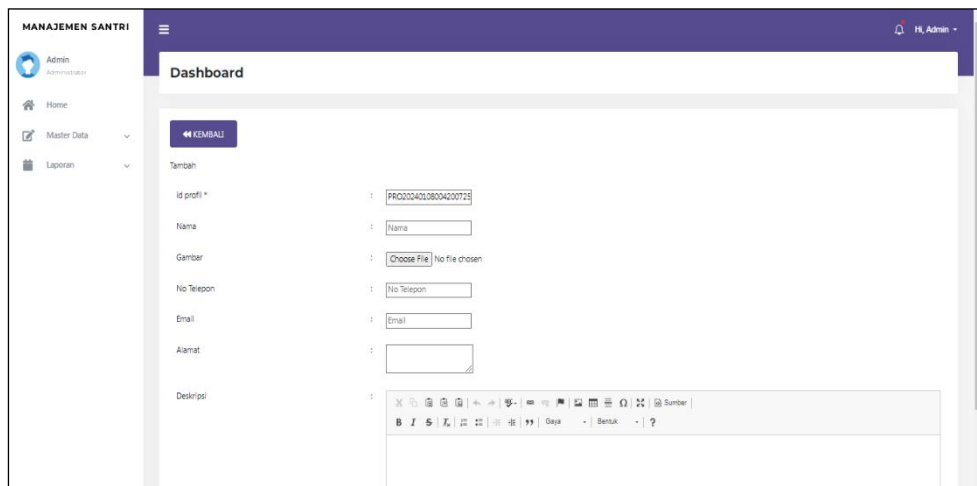 MANAJEMEN SANTRI
Hi, Admin
Admin
Administrator
Dashboard
Home
Master Data
KEMBALI
Laporan
Tambah
id profil * : PRO20240108004200725
Nama : Nama
Gambar : Choose File No file chosen
No Telepon : No Telepon
Email : Email
Alamat :
Deskripsi :
Sumber
B I S Tx Gaya Bentuk ?